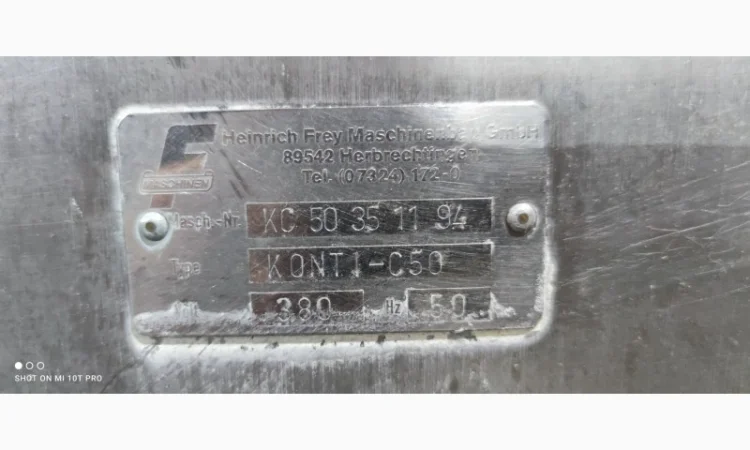 F
MASCHINEN
Heinrich Frey Maschinenbau GmbH
89542 Herbrechtingen
Tel. (07324) 172-0
Masch.-Nr. KC 50 35 11 94
Type KONTI-C50
380 Hz 50
SHOT ON MI 10T PRO